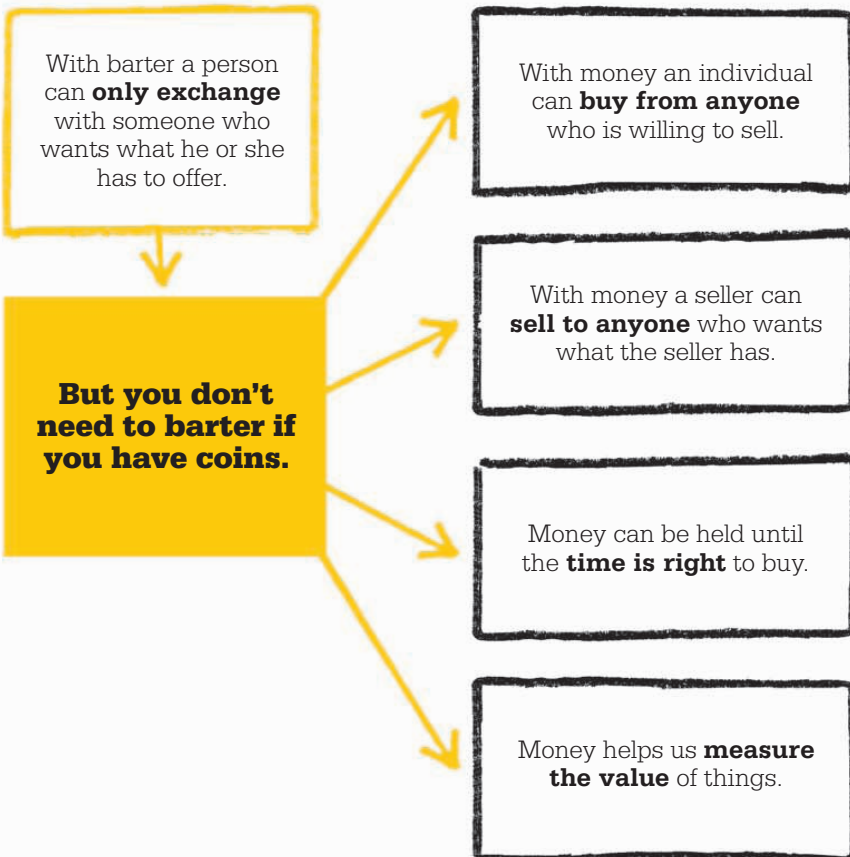 With barter a person
can only exchange
with someone who
wants what he or she
has to offer.
But you don’t
need to barter if
you have coins.
With money an individual
can buy from anyone
who is willing to sell.
With money a seller can
sell to anyone who wants
what the seller has.
Money can be held until
the time is right to buy.
Money helps us measure
the value of things.